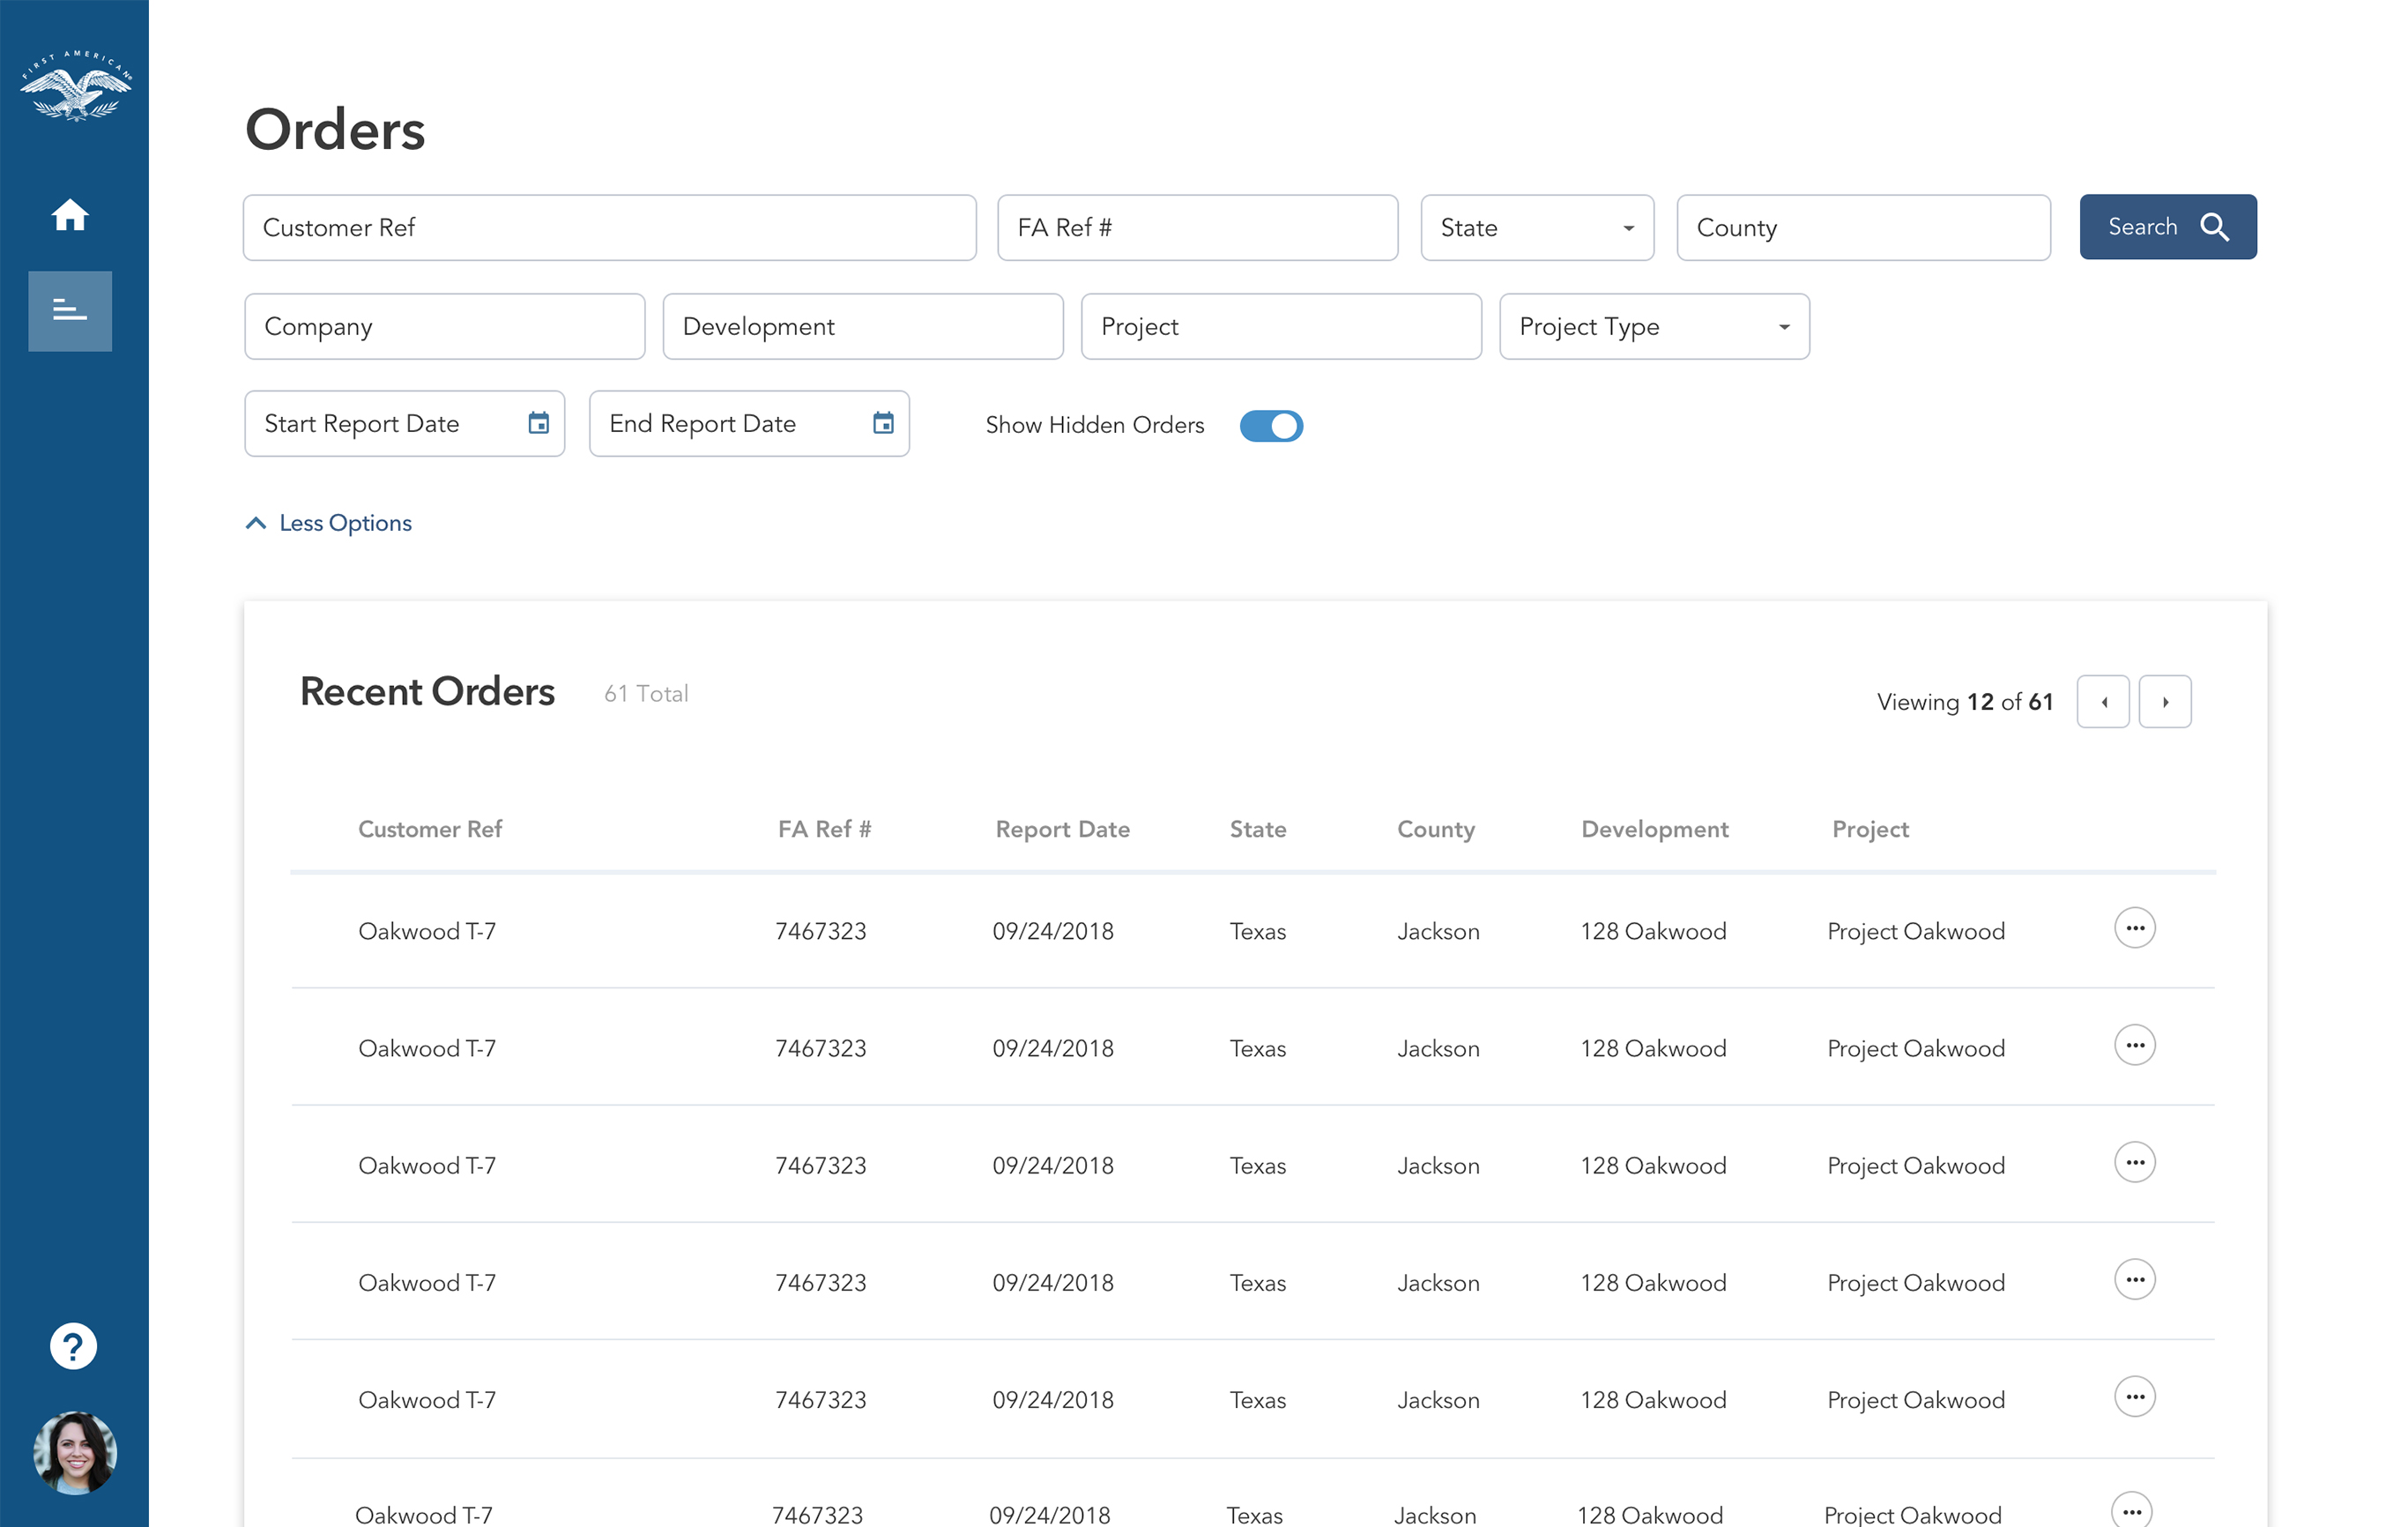 FIRST AMERICAN®
Orders
Customer Ref
FA Ref #
State
County
Search
Company
Development
Project
Project Type
Start Report Date
End Report Date
Show Hidden Orders
Less Options
Recent Orders 61 Total
Viewing 12 of 61
Customer Ref FA Ref # Report Date State County Development Project
Oakwood T-7 7467323 09/24/2018 Texas Jackson 128 Oakwood Project Oakwood
Oakwood T-7 7467323 09/24/2018 Texas Jackson 128 Oakwood Project Oakwood
Oakwood T-7 7467323 09/24/2018 Texas Jackson 128 Oakwood Project Oakwood
Oakwood T-7 7467323 09/24/2018 Texas Jackson 128 Oakwood Project Oakwood
Oakwood T-7 7467323 09/24/2018 Texas Jackson 128 Oakwood Project Oakwood
Oakwood T-7 7467323 09/24/2018 Texas Jackson 128 Oakwood Project Oakwood
?